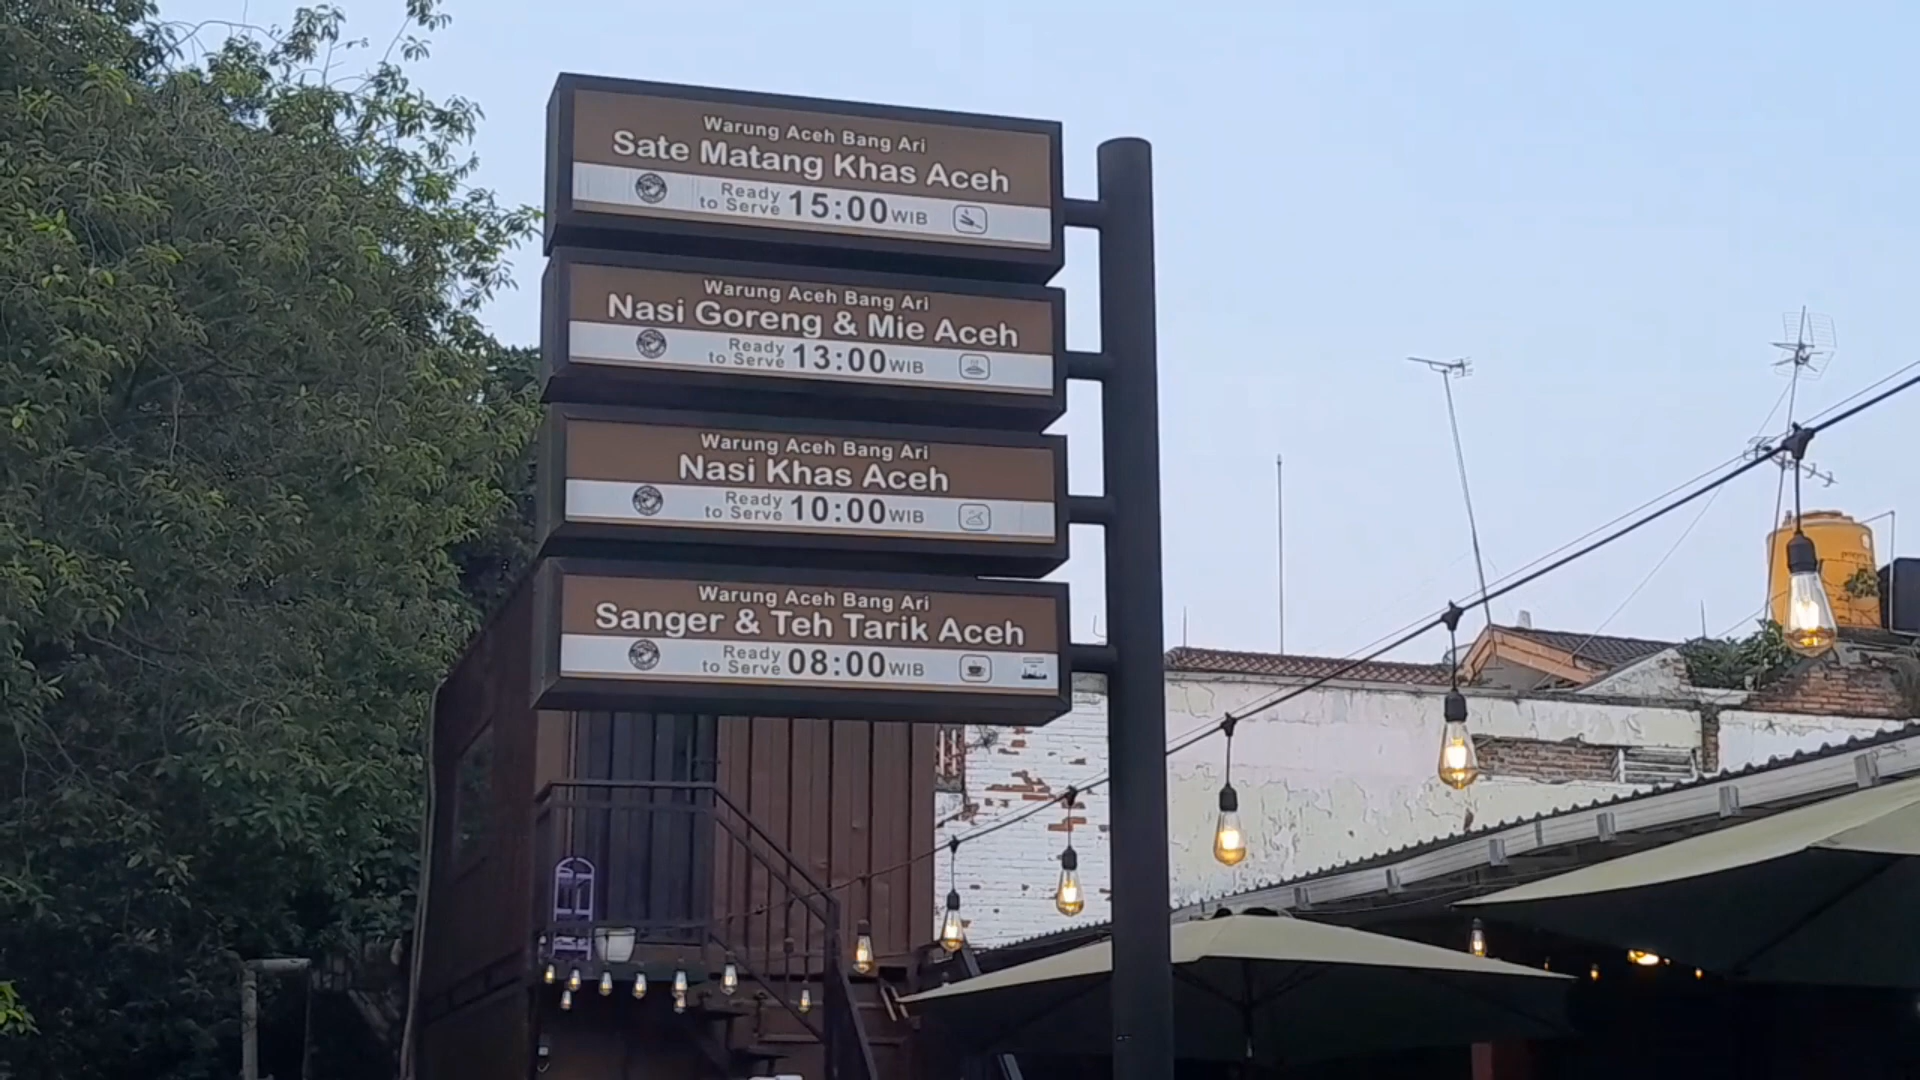 Warung Aceh Bang Ari
Sate Matang Khas Aceh
Ready
to Serve 15:00 WIB
Warung Aceh Bang Ari
Nasi Goreng & Mie Aceh
Ready
to Serve 13:00 WIB
Warung Aceh Bang Ari
Nasi Khas Aceh
Ready
to Serve 10:00 WIB
Warung Aceh Bang Ari
Sanger & Teh Tarik Aceh
Ready
to Serve 08:00 WIB